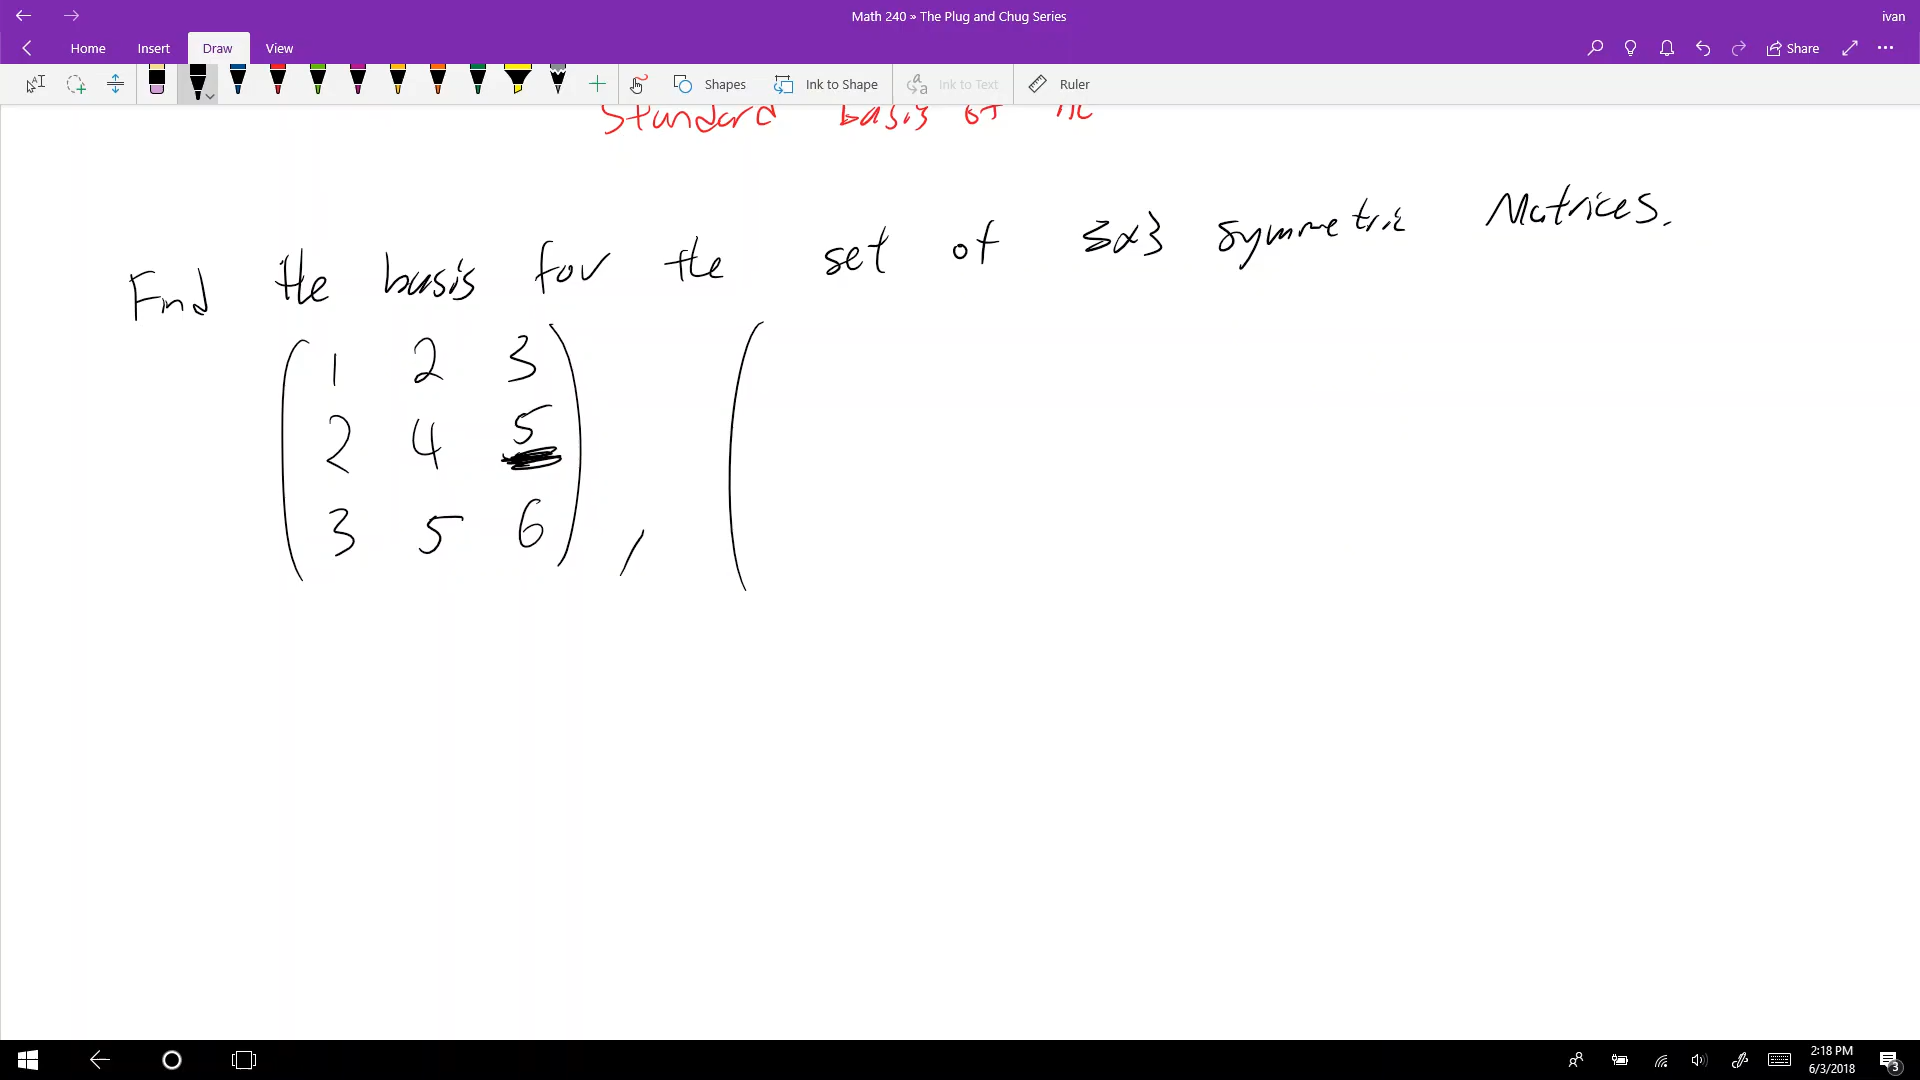 Math 240 » The Plug and Chug Series
ivan
Home Insert Draw View
Share
Shapes Ink to Shape Ink to Text Ruler
Standard basis of
Find the basis for the set of 3x3 symmetric Matrices.
( 1 2 3 )
2 4 5
3 5 6 , (
2:18 PM
6/3/2018
3